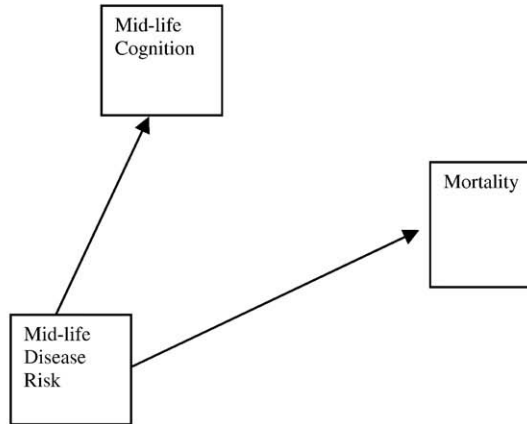 Mid-life
Cognition
Mortality
Mid-life
Disease
Risk